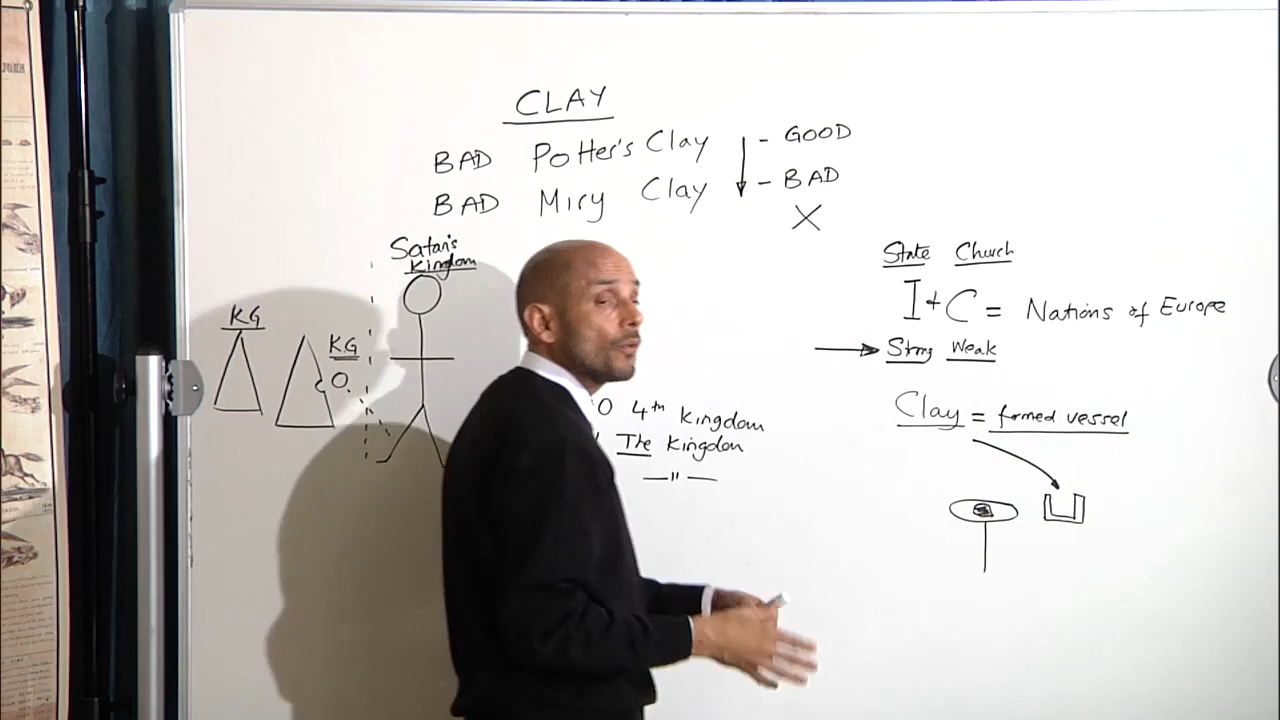 CLAY
BAD Potter's Clay - GOOD
BAD Miry Clay - BAD
X
Satan's
Kingdom
State Church
I + C = Nations of Europe
Strong Weak
KG
KG
4th kingdom
The Kingdom
—"—
Clay = formed vessel